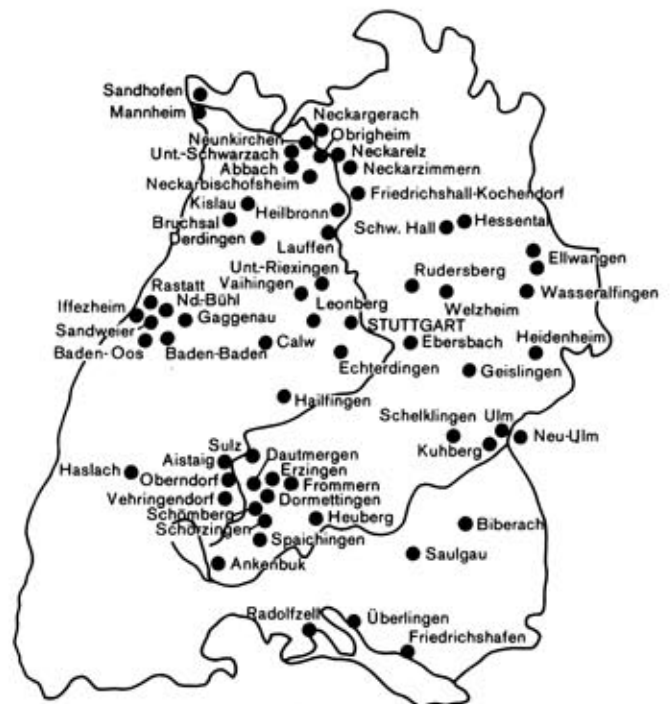 Sandhofen
Mannheim
Neckargerach
Neunkirchen
Obrigheim
Unt.-Schwarzach
Neckarelz
Abbach
Neckarzimmern
Neckarbischofsheim
Friedrichshall-Kochendorf
Kislau
Heilbronn
Hessental
Bruchsal
Schw. Hall
Derdingen
Lauffen
Ellwangen
Unt.-Riexingen
Rudersberg
Vaihingen
Wasseralfingen
Rastatt
Welzheim
Nd.-Bühl
Leonberg
Iffezheim
Gaggenau
STUTTGART
Sandweier
Heidenheim
Baden-Oos
Baden-Baden
Calw
Ebersbach
Echterdingen
Geislingen
Hailfingen
Schelklingen
Ulm
Kuhberg
Neu-Ulm
Sulz
Dautmergen
Aistaig
Erzingen
Haslach
Oberndorf
Frommern
Vehringendorf
Dormettingen
Schömberg
Heuberg
Biberach
Schörzingen
Spaichingen
Saulgau
Ankenbuk
Radolfzell
Überlingen
Friedrichshafen